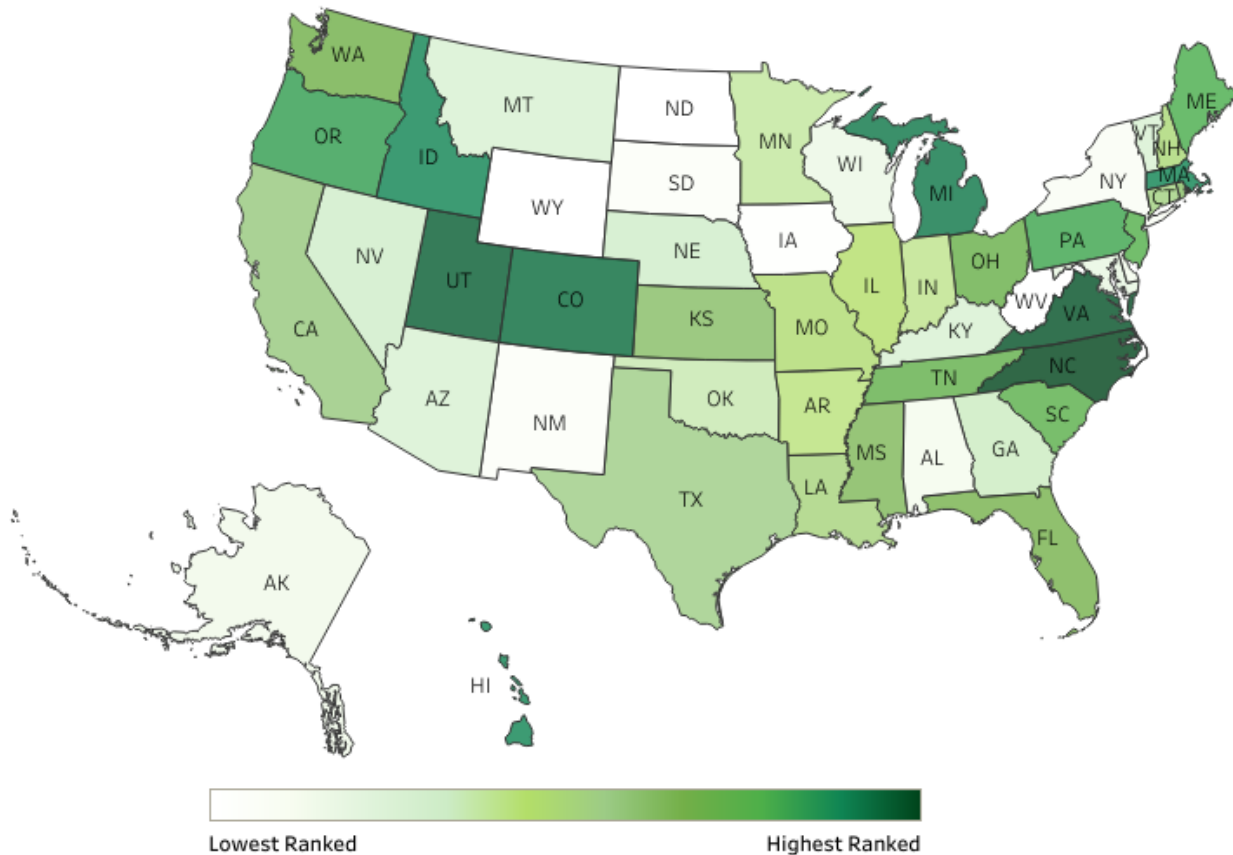 WA
MT
ND
MN
ME
OR
ID
SD
WI
VT
NH
MA
WY
MI
NY
CT
NE
IA
PA
NV
UT
CO
IL
IN
OH
CA
KS
MO
WV
VA
KY
AZ
NM
OK
AR
TN
NC
SC
TX
LA
MS
AL
GA
FL
AK
HI
Lowest Ranked
Highest Ranked